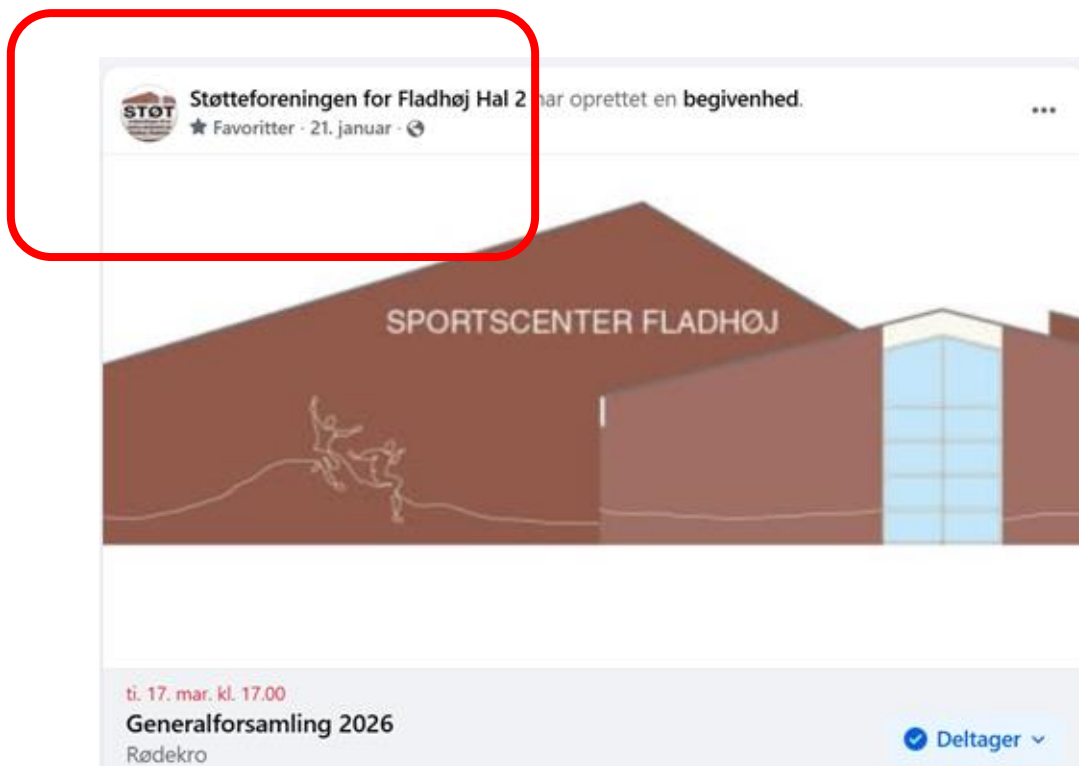 Støtteforeningen for Fladhøj Hal 2 har oprettet en begivenhed.
STØT
Favoritter · 21. januar ·
SPORTSCENTER FLADHØJ
ti. 17. mar. kl. 17.00
Generalforsamling 2026
Rødekro
Deltager